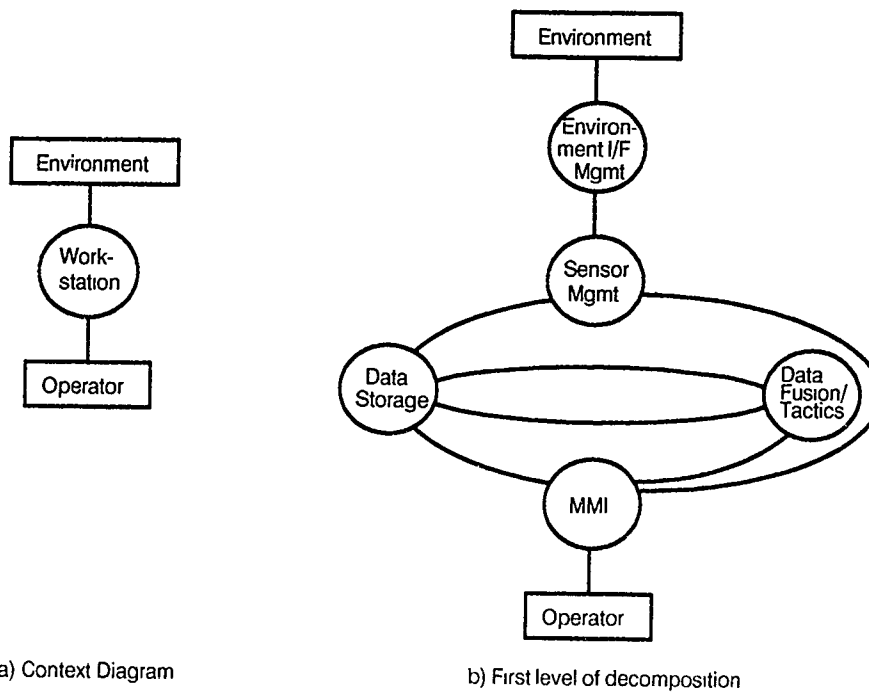 Environment
Work-
station
Operator
a) Context Diagram
Environment
Environ-
ment I/F
Mgmt
Sensor
Mgmt
Data
Storage
Data
Fusion/
Tactics
MMI
Operator
b) First level of decomposition